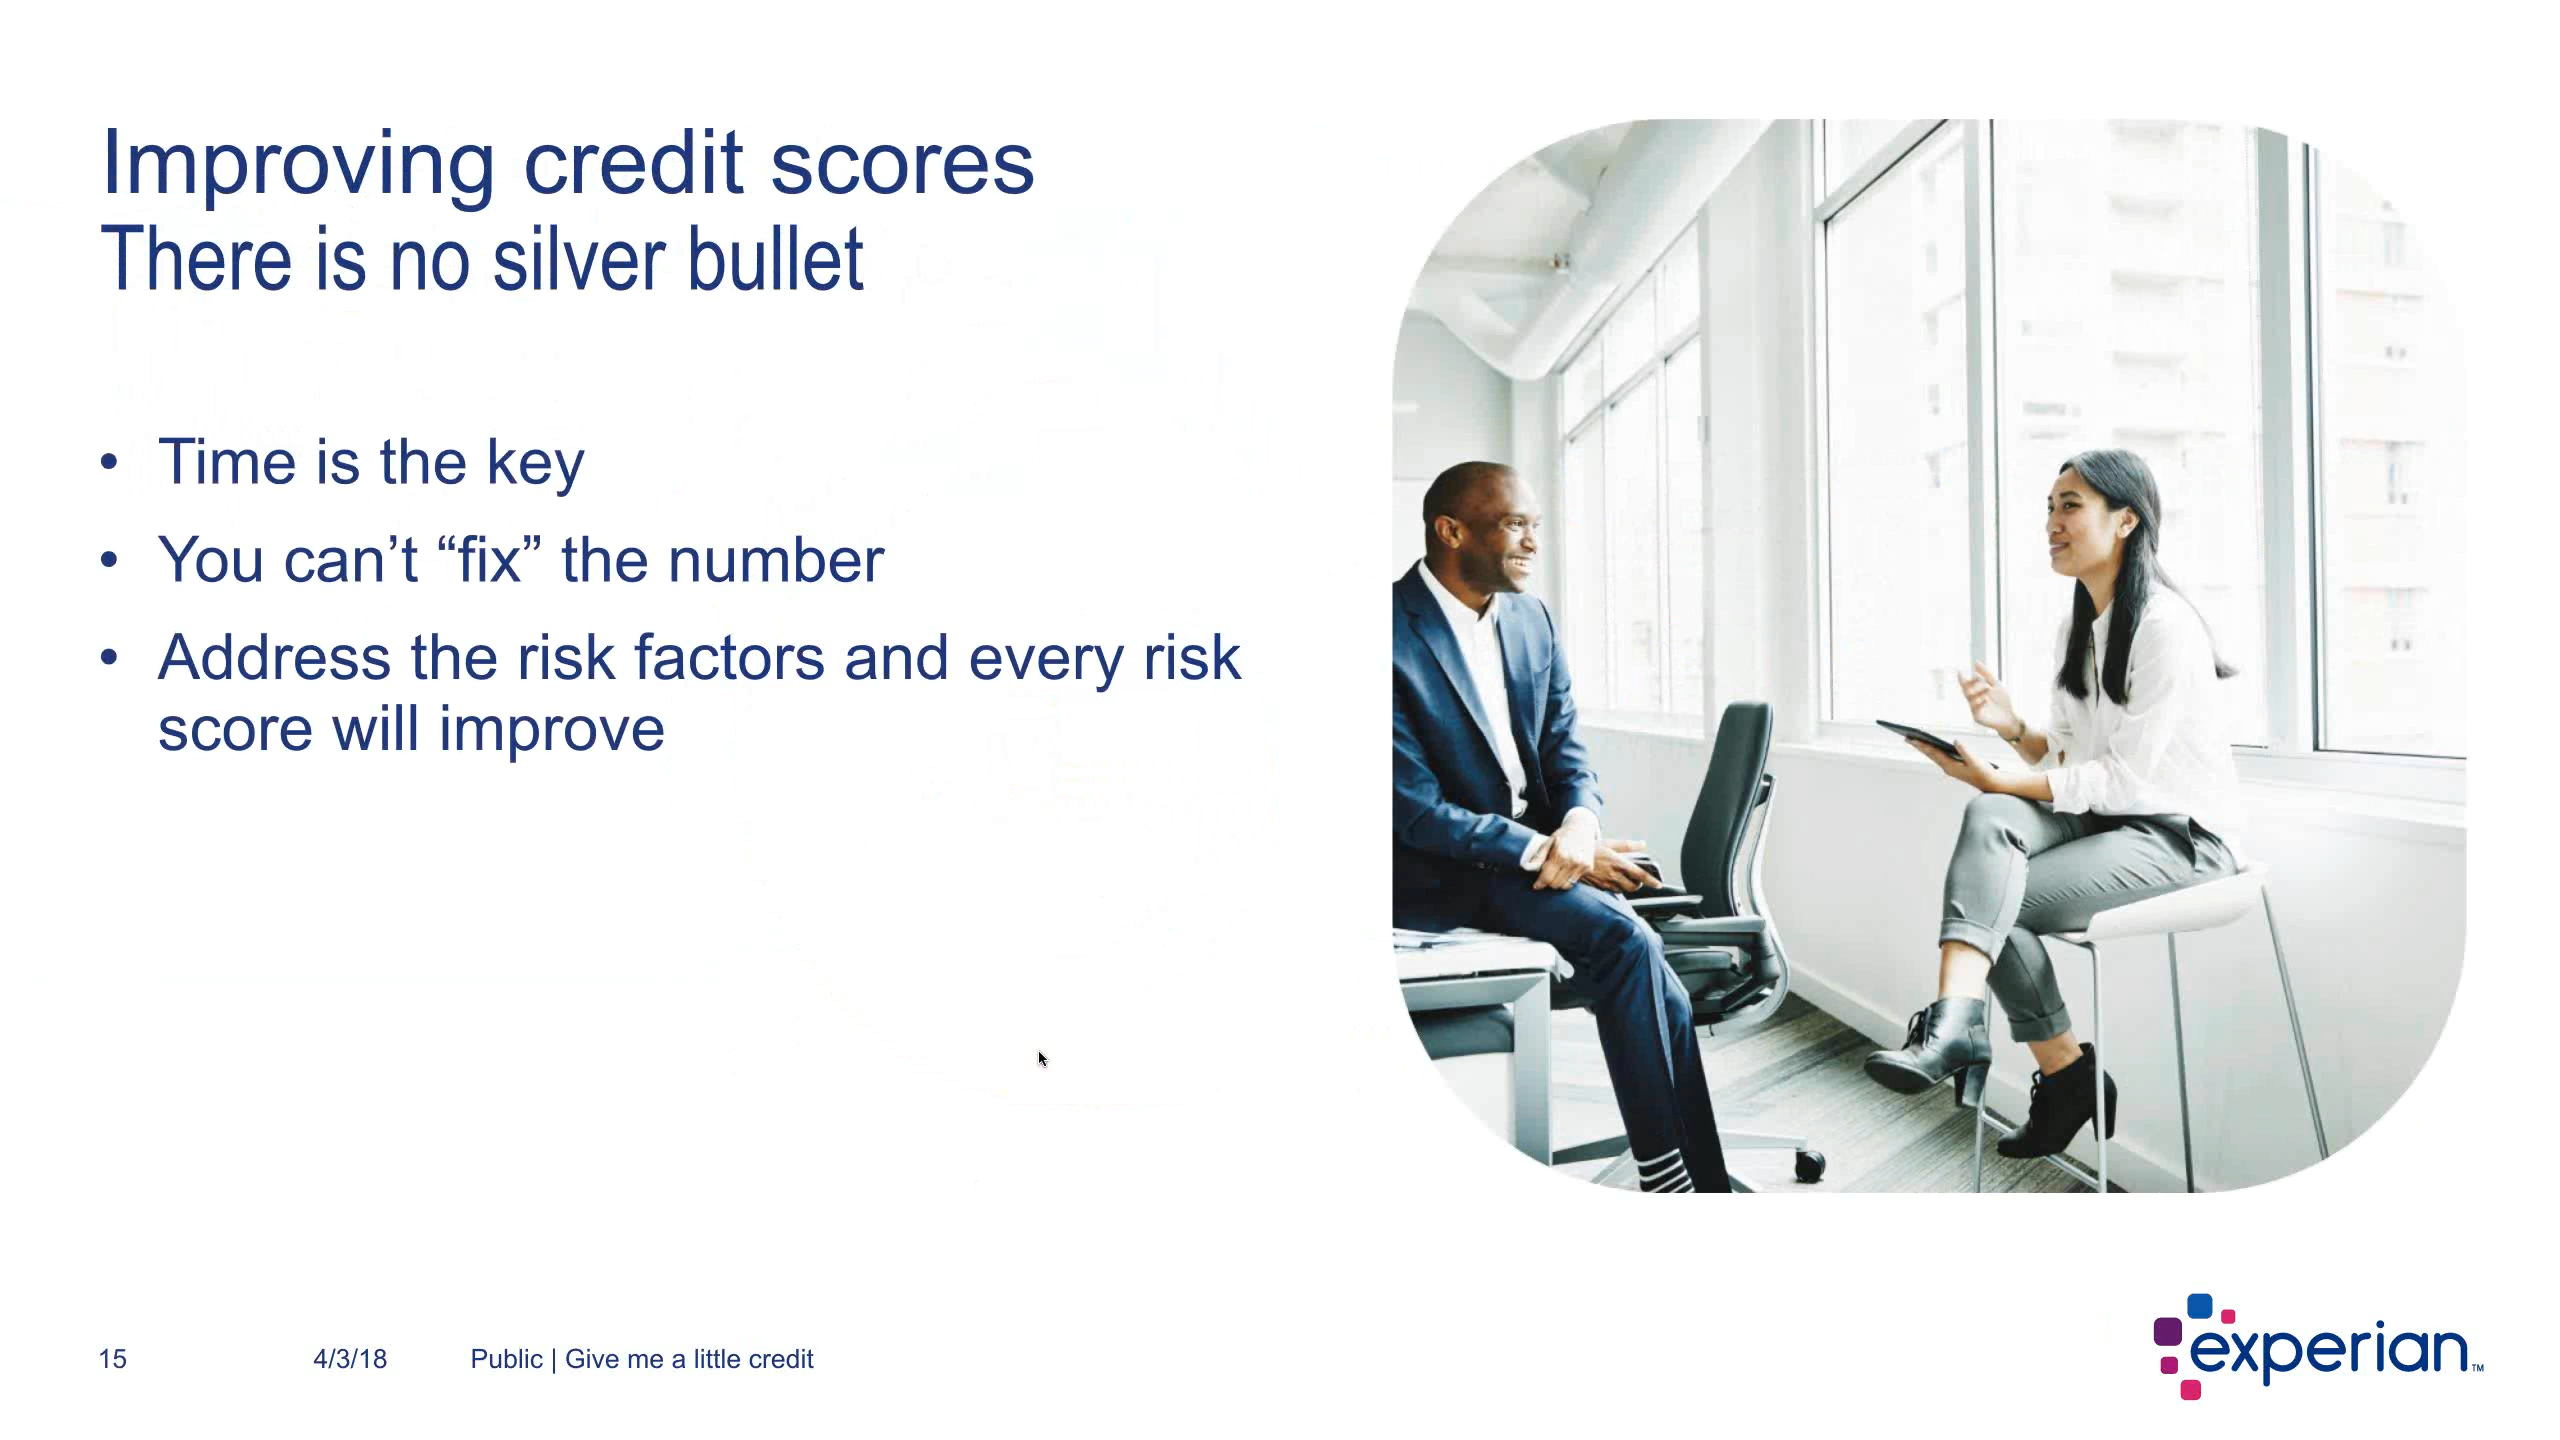 Improving credit scores
There is no silver bullet
• Time is the key
• You can’t “fix” the number
• Address the risk factors and every risk
score will improve
15 4/3/18 Public | Give me a little credit
experian™